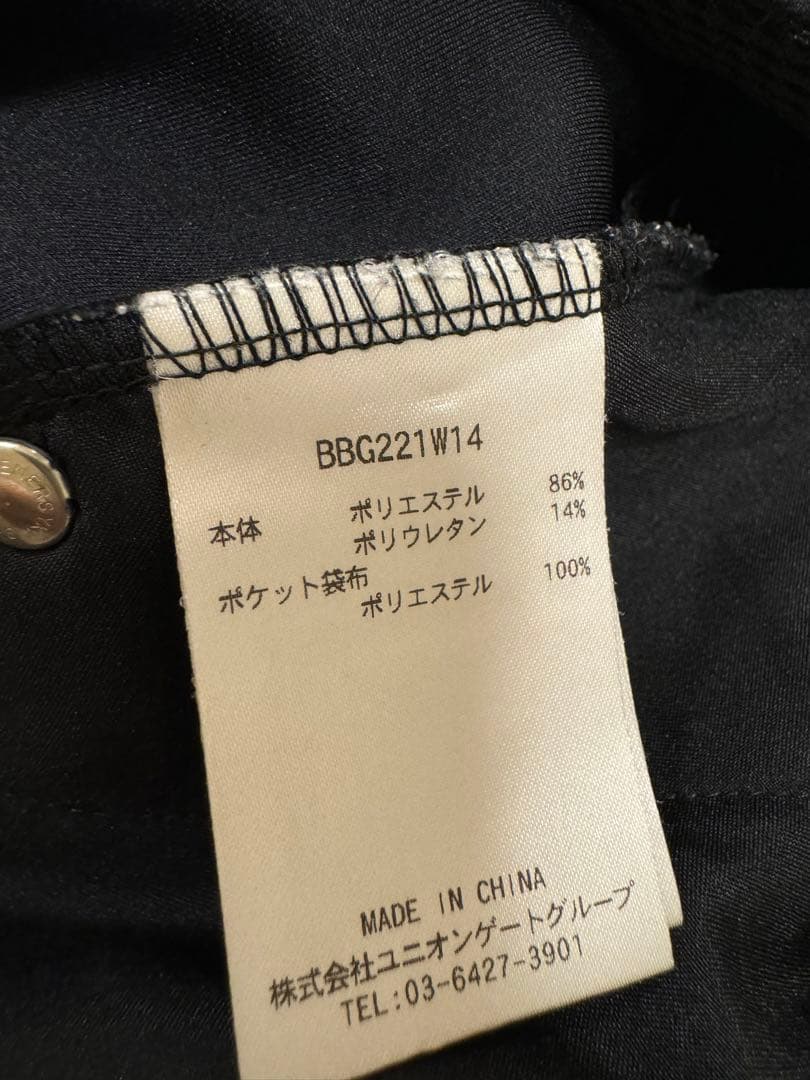 BBG221W14
本体 ポリエステル 86%
ポリウレタン 14%
ポケット袋布
ポリエステル 100%
MADE IN CHINA
株式会社ユニオンゲートグループ
TEL:03-6427-3901